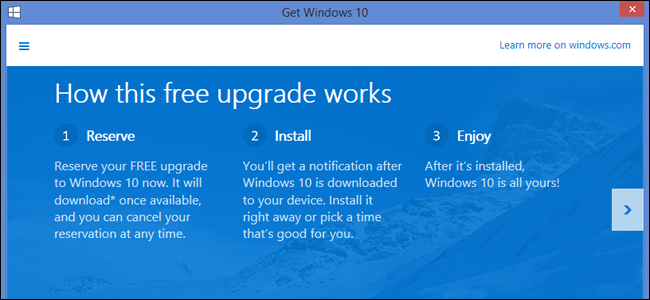 Get Windows 10
Learn more on windows.com
How this free upgrade works
1 Reserve
Reserve your FREE upgrade
to Windows 10 now. It will
download* once available,
and you can cancel your
reservation at any time.
2 Install
You'll get a notification after
Windows 10 is downloaded
to your device. Install it
right away or pick a time
that's good for you.
3 Enjoy
After it's installed,
Windows 10 is all yours!